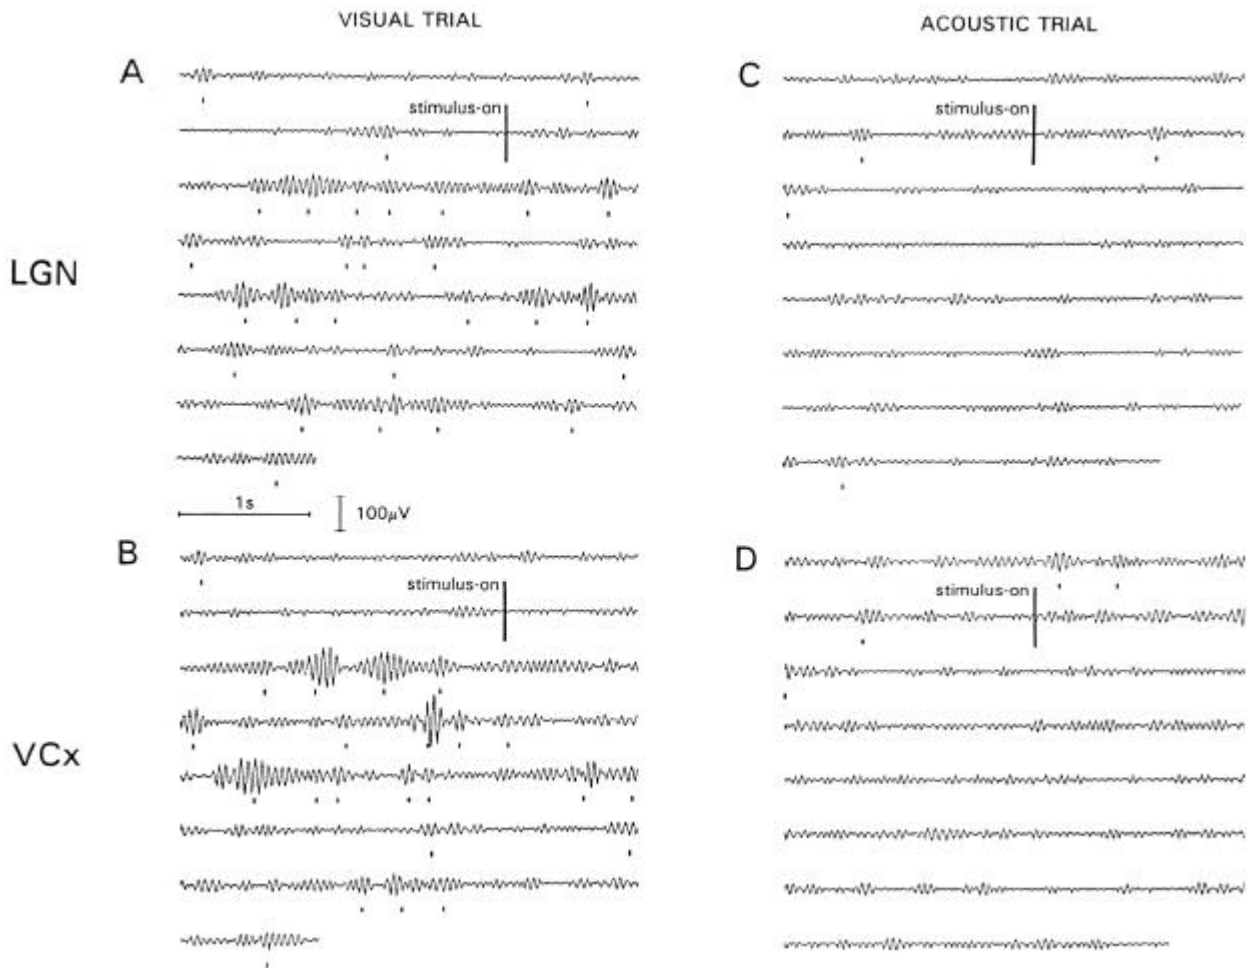 VISUAL TRIAL
ACOUSTIC TRIAL
A
stimulus-on
C
stimulus-on
LGN
1s
100μV
B
stimulus-on
D
stimulus-on
VCx